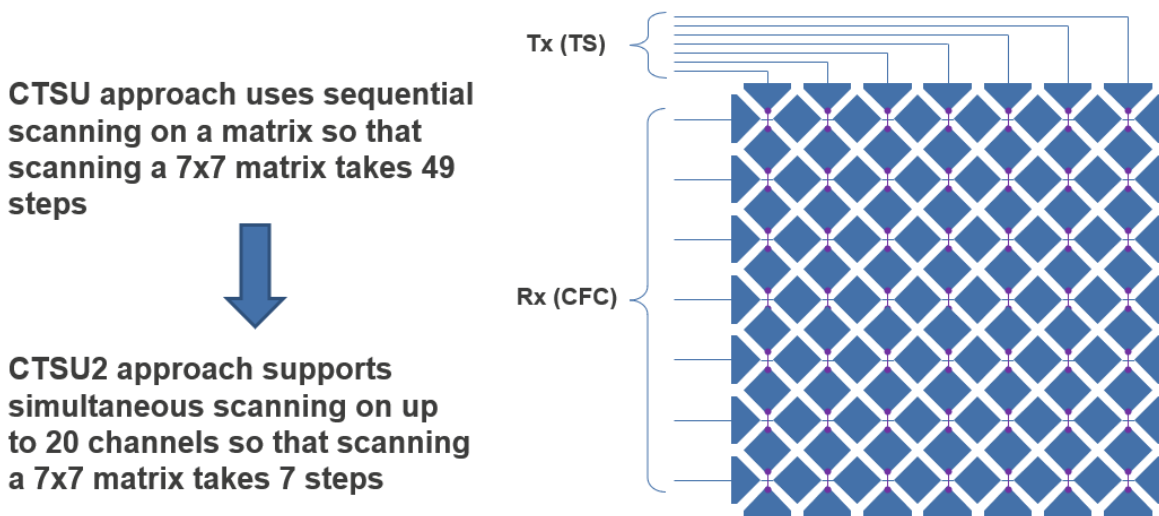 Tx (TS)
CTSU approach uses sequential
scanning on a matrix so that
scanning a 7x7 matrix takes 49
steps
Rx (CFC)
CTSU2 approach supports
simultaneous scanning on up
to 20 channels so that scanning
a 7x7 matrix takes 7 steps